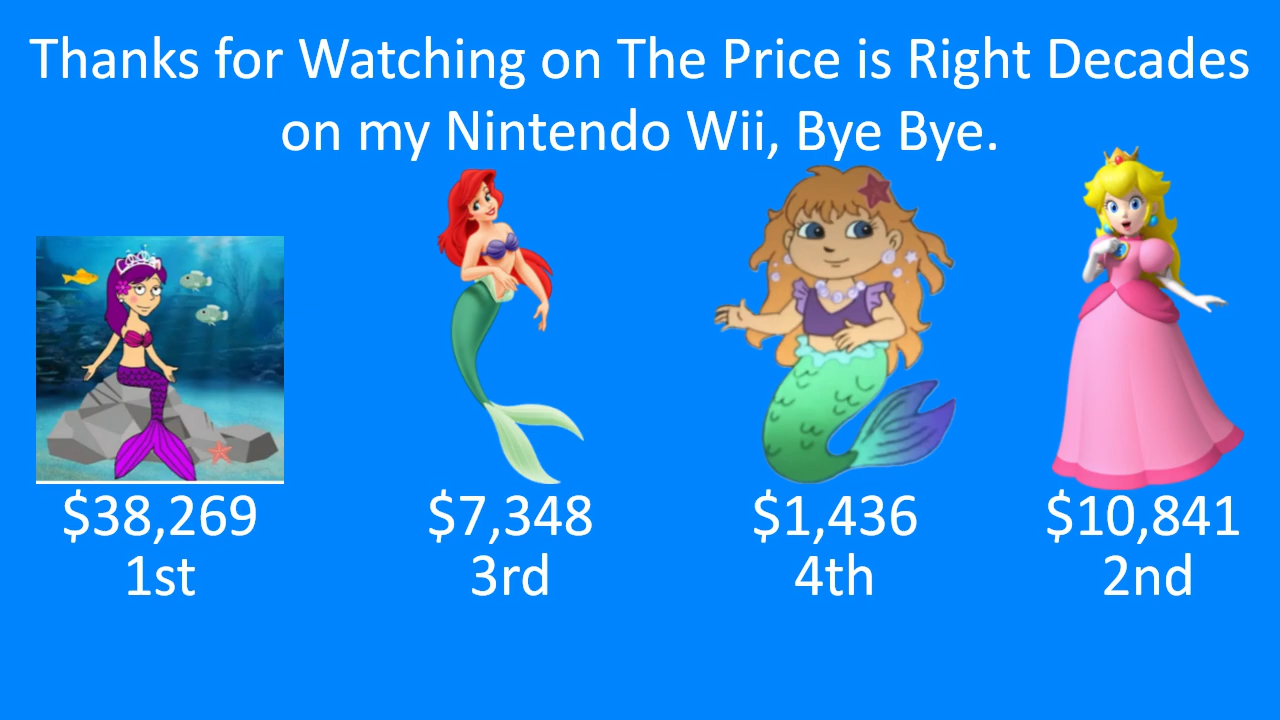 Thanks for Watching on The Price is Right Decades
on my Nintendo Wii, Bye Bye.
$38,269
1st
$7,348
3rd
$1,436
4th
$10,841
2nd